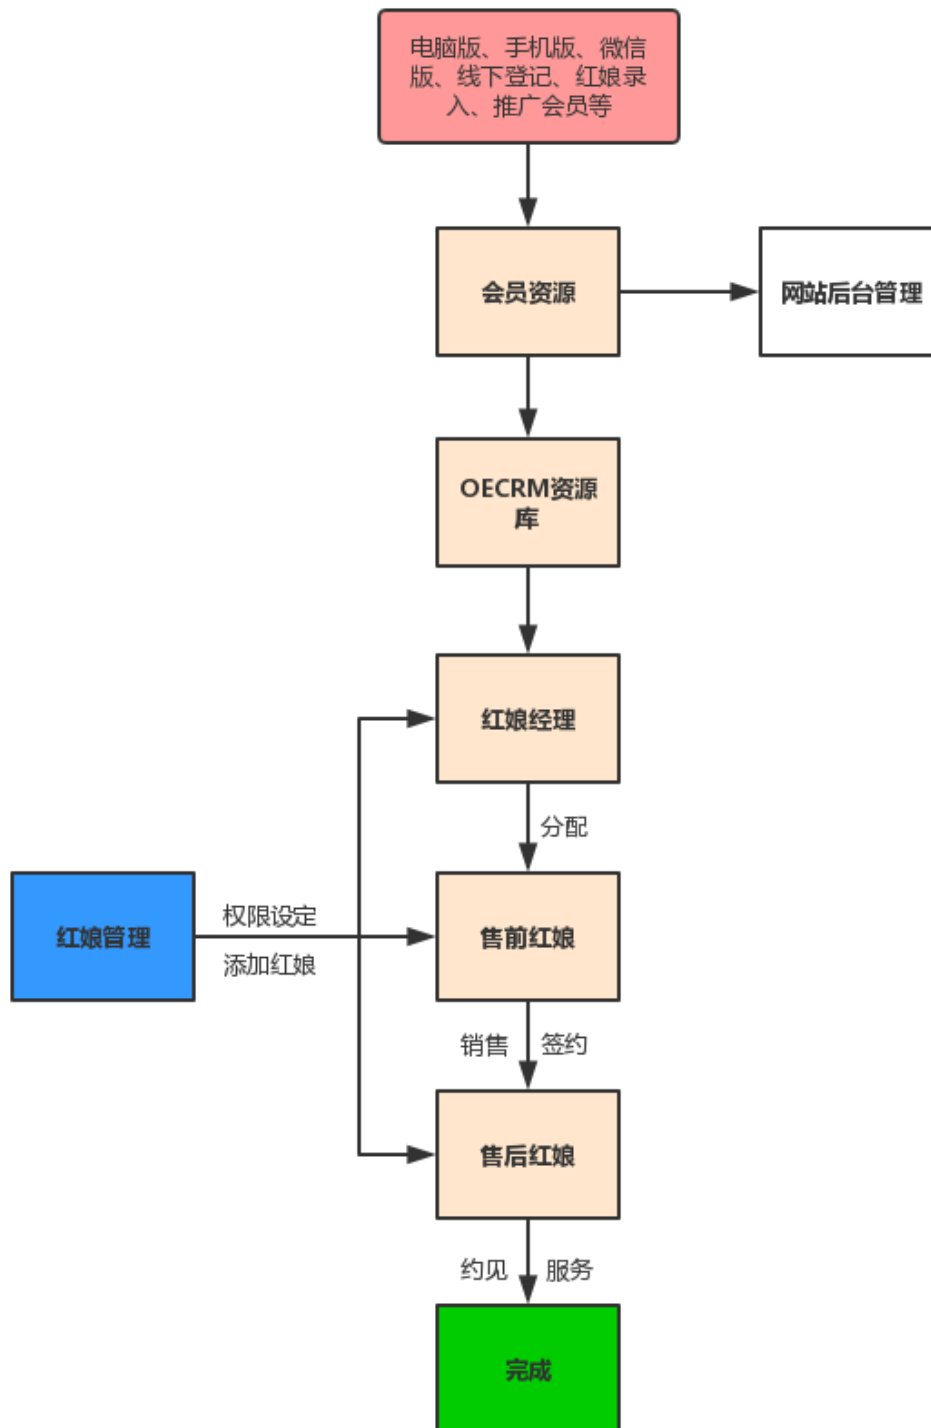 电脑版、手机版、微信
版、线下登记、红娘录
入、推广会员等
会员资源
网站后台管理
OECRM资源
库
红娘经理
分配
红娘管理
权限设定
添加红娘
售前红娘
销售
签约
售后红娘
约见
服务
完成